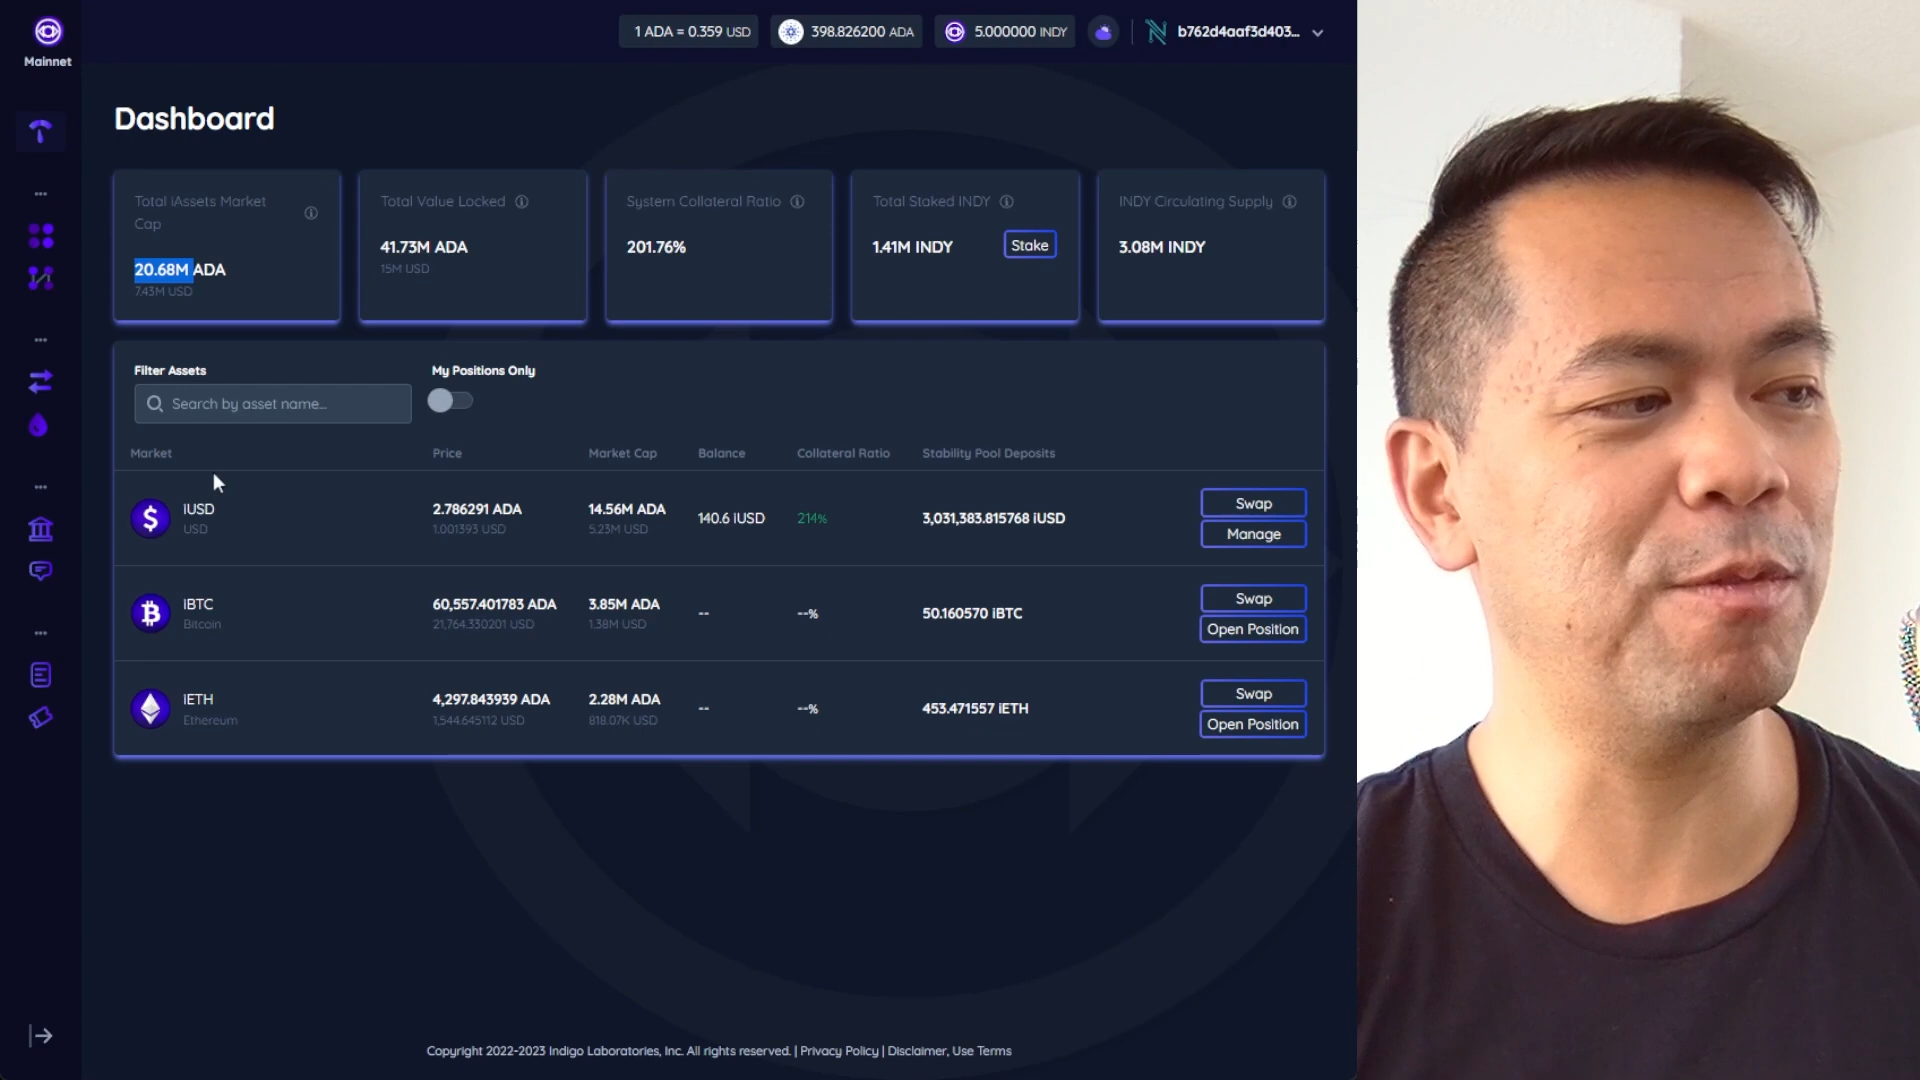 Mainnet
1 ADA = 0.359 USD
398.826200 ADA
5.000000 INDY
b762d4aaf3d403...
Dashboard
Total iAssets Market
Cap
20.68M ADA
7.43M USD
Total Value Locked
41.73M ADA
15M USD
System Collateral Ratio
201.76%
Total Staked INDY
1.41M INDY
Stake
INDY Circulating Supply
3.08M INDY
Filter Assets
Search by asset name...
My Positions Only
Market Price Market Cap Balance Collateral Ratio Stability Pool Deposits
iUSD 2.786291 ADA 14.56M ADA
USD 1.001393 USD 5.23M USD
140.6 iUSD 214% 3,031,383.815768 iUSD
Swap
Manage
iBTC 60,557.401783 ADA 3.85M ADA
Bitcoin 21,764.330201 USD 1.38M USD
-- --% 50.160570 iBTC
Swap
Open Position
iETH 4,297.843939 ADA 2.28M ADA
Ethereum 1,544.645112 USD 818.07K USD
-- --% 453.471557 iETH
Swap
Open Position
Copyright 2022-2023 Indigo Laboratories, Inc. All rights reserved. | Privacy Policy | Disclaimer, Use Terms